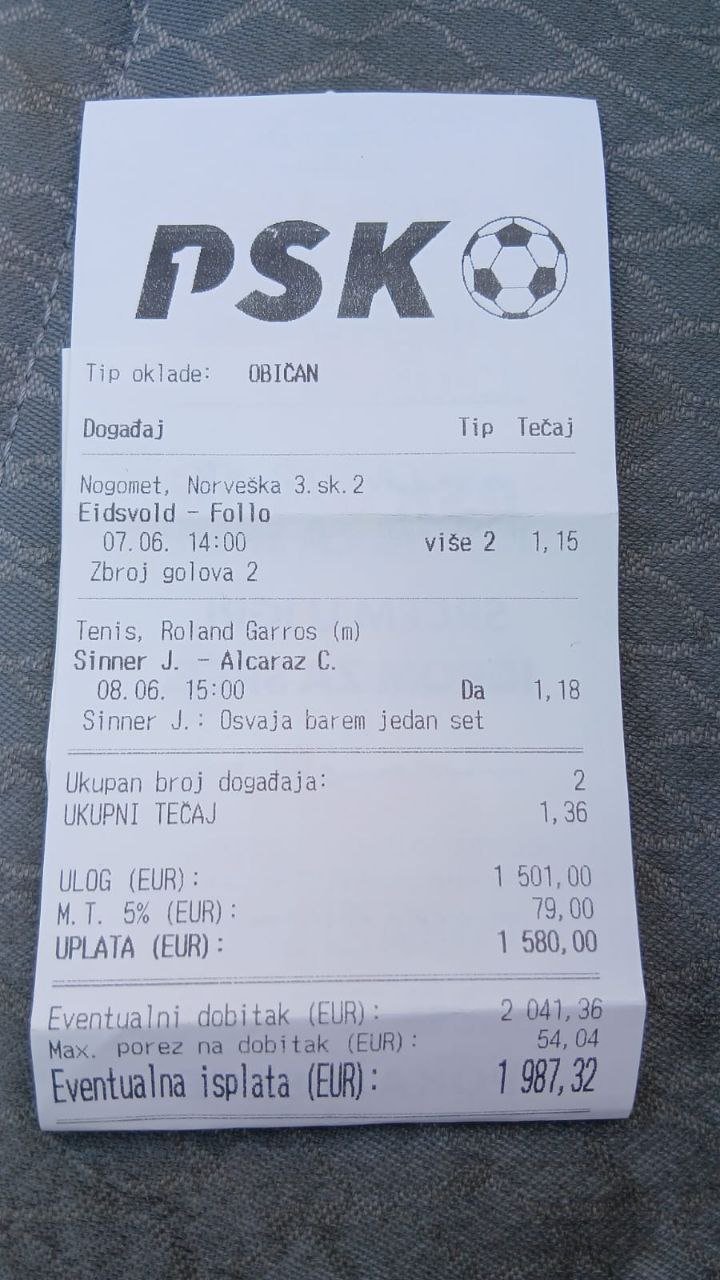 PSK
Tip oklade: OBIČAN
Događaj Tip Tečaj
Nogomet, Norveška 3.sk.2
Eidsvold - Follo
07.06. 14:00 više 2 1,15
Zbroj golova 2
Tenis, Roland Garros (m)
Sinner J. - Alcaraz C.
08.06. 15:00 Da 1,18
Sinner J.: Osvaja barem jedan set
Ukupan broj događaja: 2
UKUPNI TEČAJ 1,36
ULOG (EUR): 1 501,00
M.T. 5% (EUR): 79,00
UPLATA (EUR): 1 580,00
Eventualni dobitak (EUR): 2 041,36
Max. porez na dobitak (EUR): 54,04
Eventualna isplata (EUR): 1 987,32